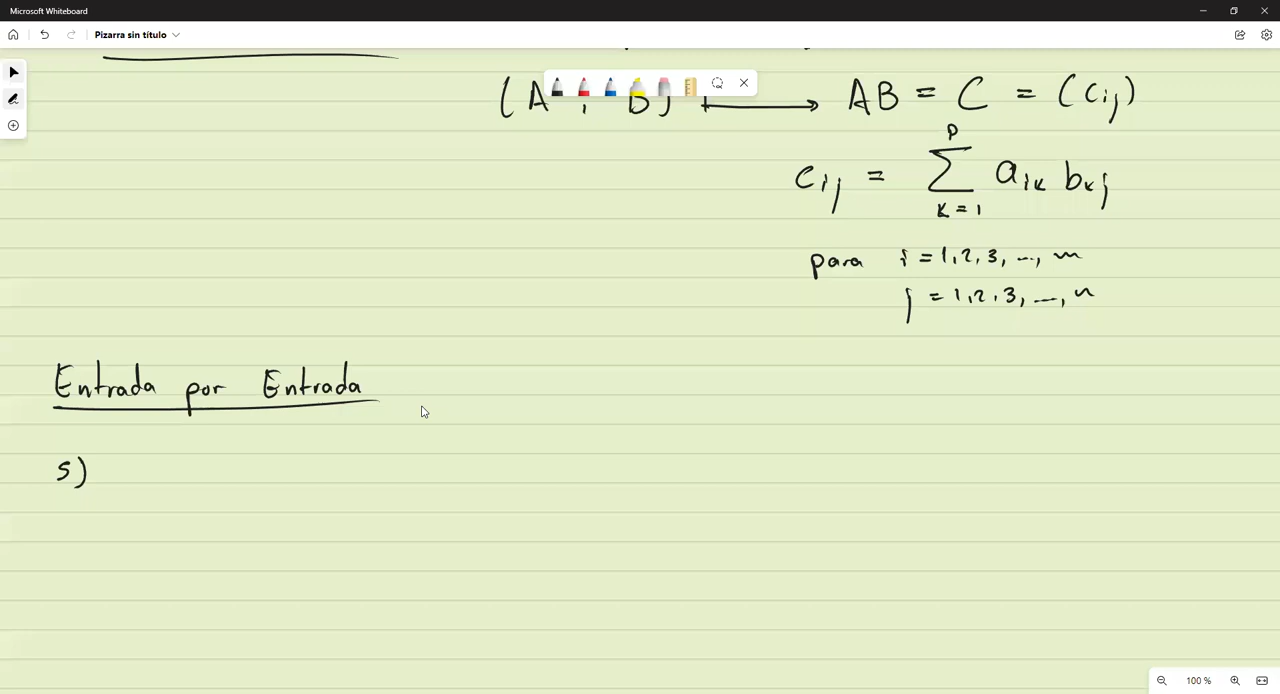 Microsoft Whiteboard
Pizarra sin título
(A, B) ⟼ AB = C = (cij)
cij = ∑ p k=1 aik bkj
para i = 1, 2, 3, ..., m
j = 1, 2, 3, ..., n
Entrada por Entrada
5)
100 %